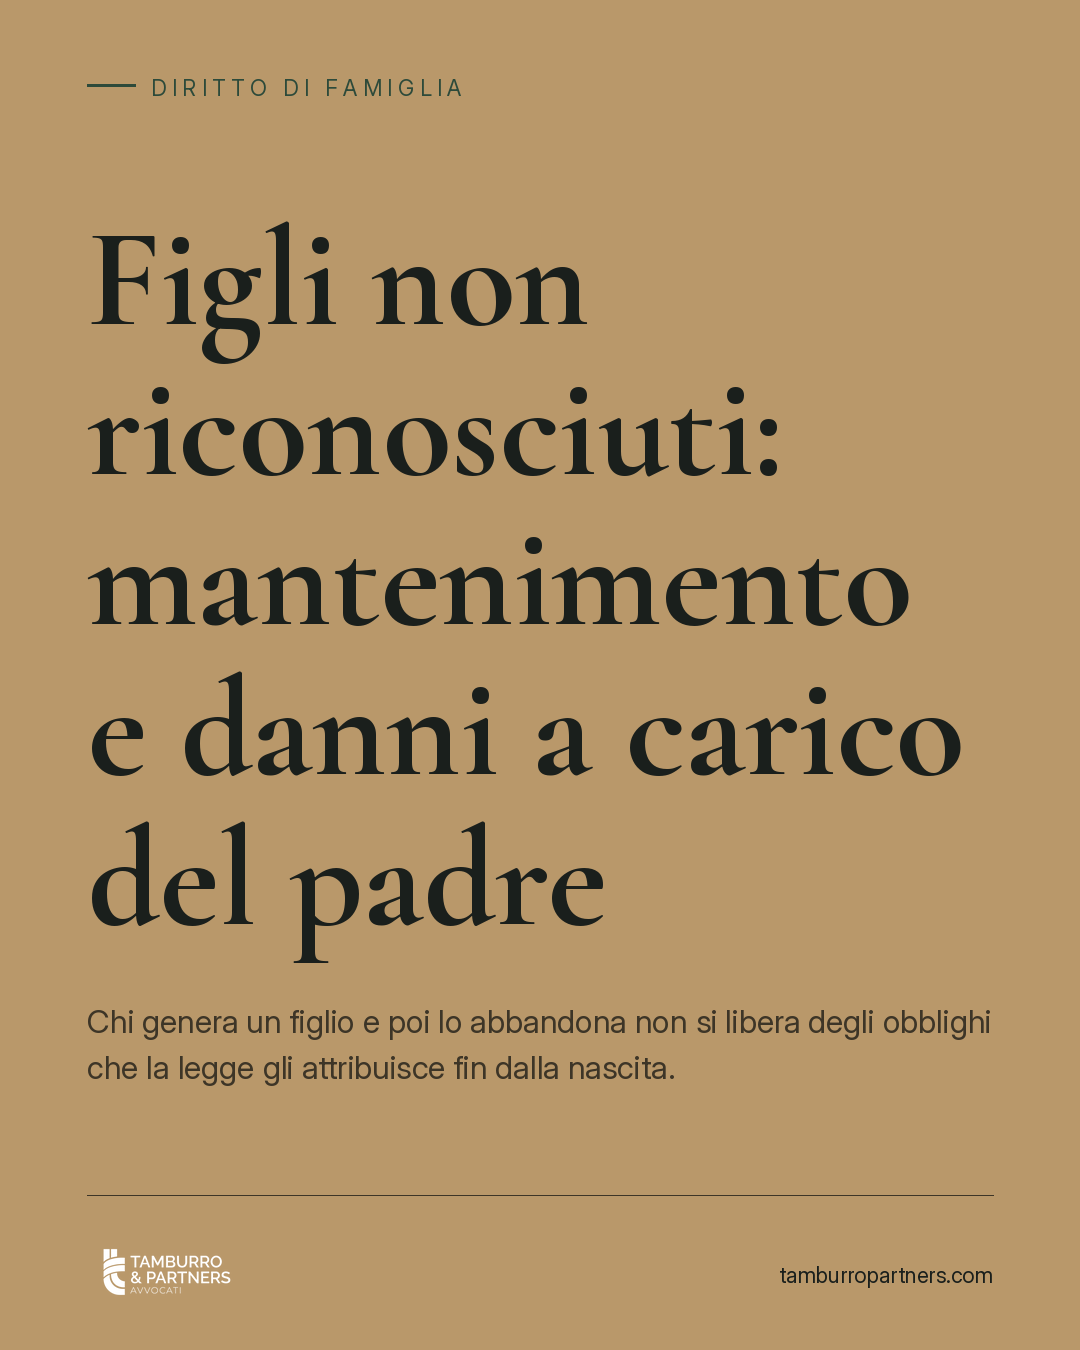 DIRITTO DI FAMIGLIA
Figli non
riconosciuti:
mantenimento
e danni a carico
del padre
Chi genera un figlio e poi lo abbandona non si libera degli obblighi
che la legge gli attribuisce fin dalla nascita.
TAMBURRO
& PARTNERS
AVVOCATI
tamburropartners.com